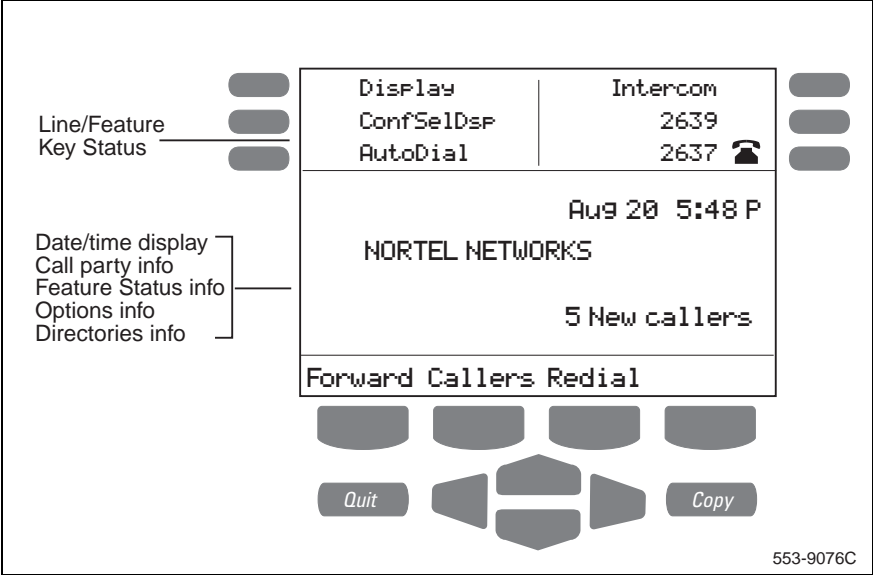 Display Intercom
Line/Feature ConfSelDsp 2639
Key Status AutoDial 2637
Aug 20 5:48 P
Date/time display
Call party info NORTEL NETWORKS
Feature Status info
Options info 5 New callers
Directories info
Forward Callers Redial
Quit Copy
553-9076C